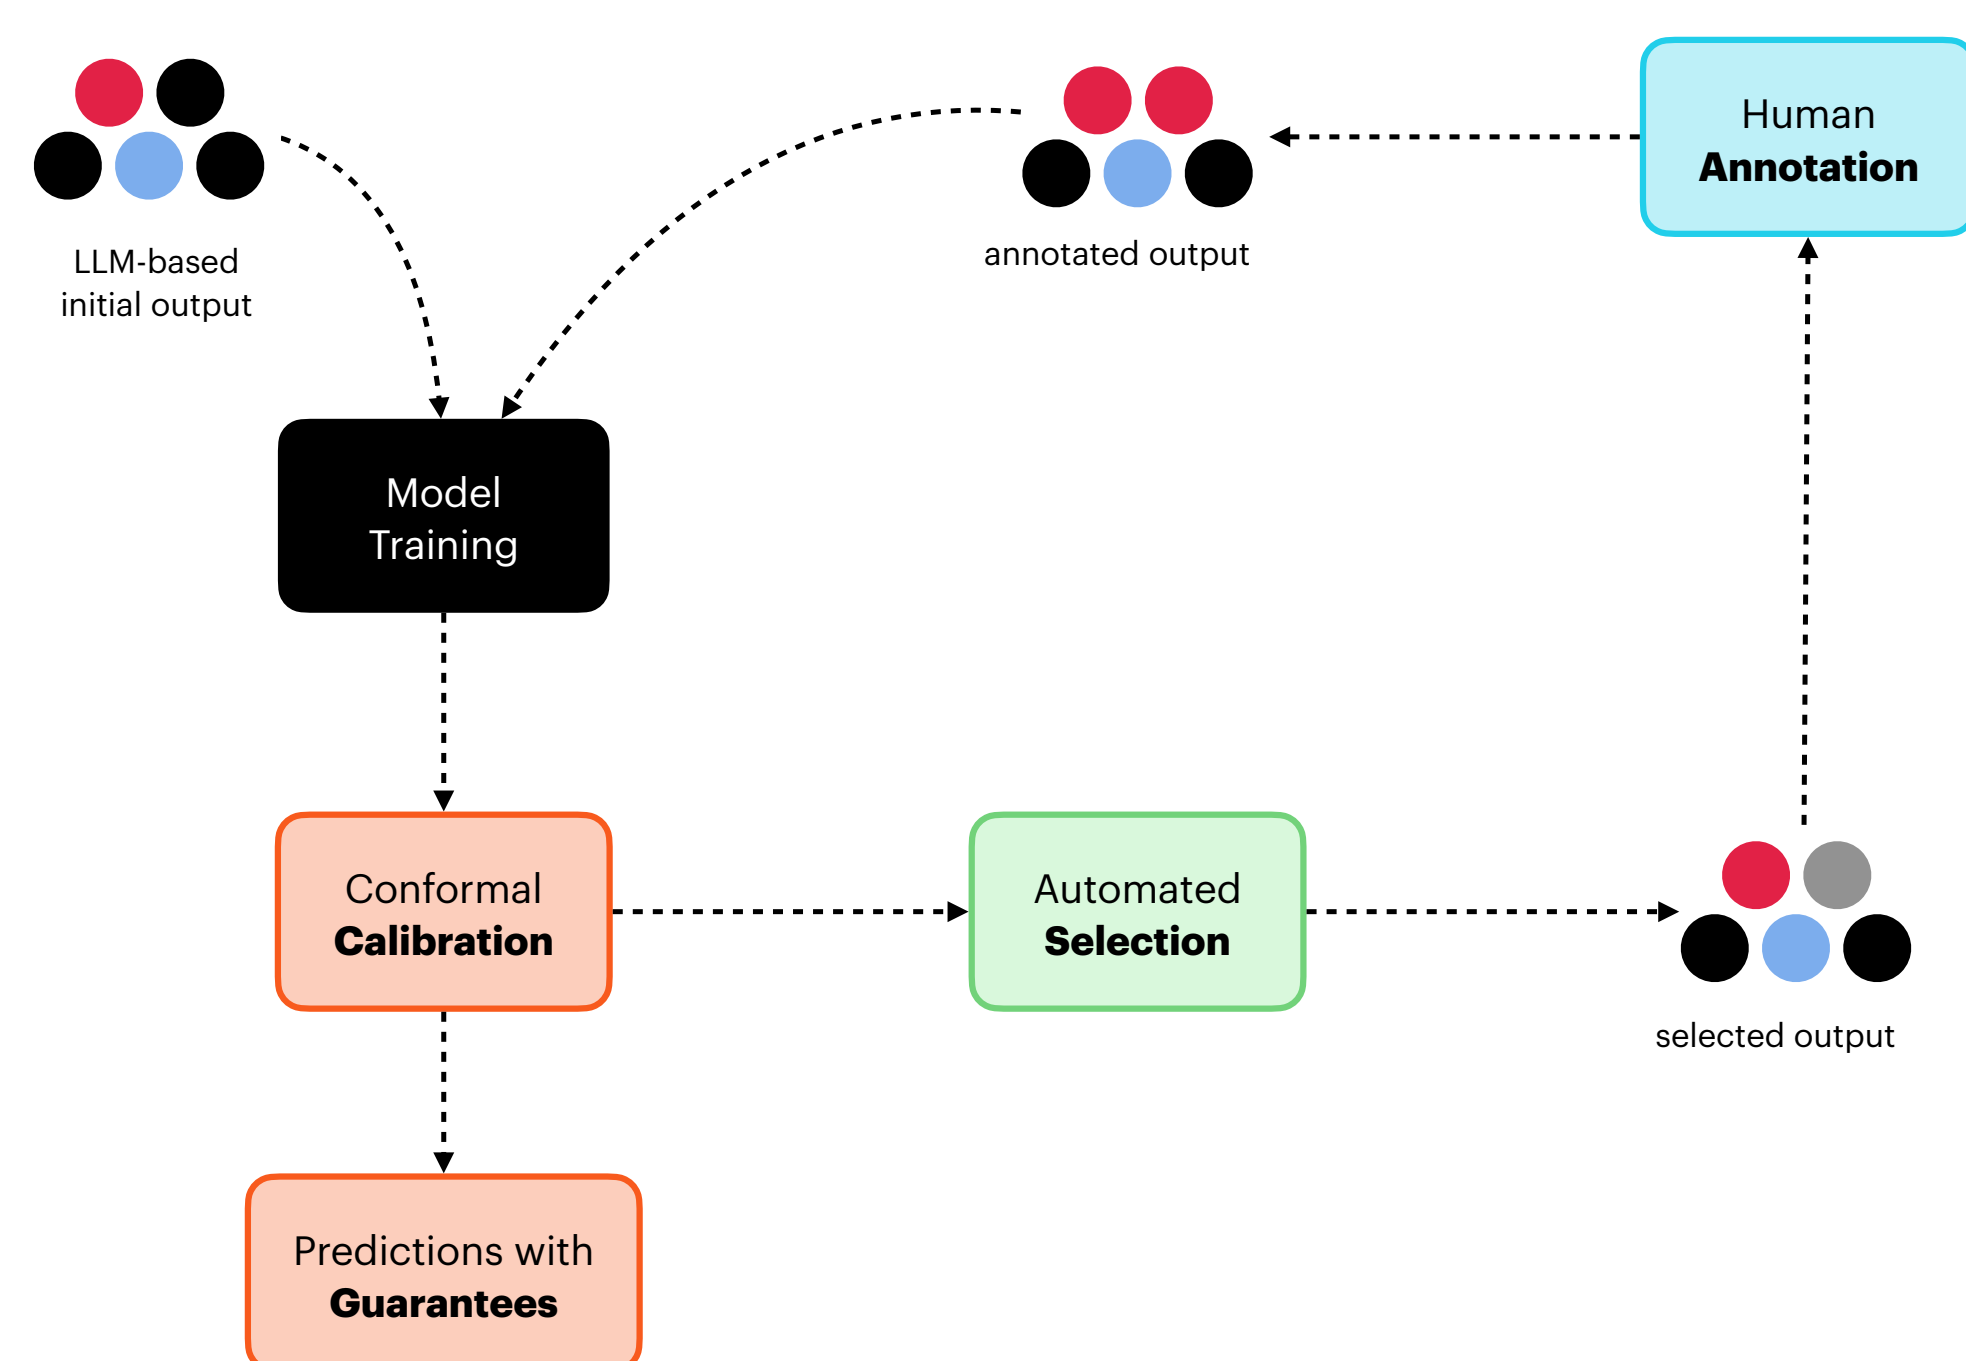 LLM-based
initial output
annotated output
Human
Annotation
Model
Training
Conformal
Calibration
Automated
Selection
selected output
Predictions with
Guarantees